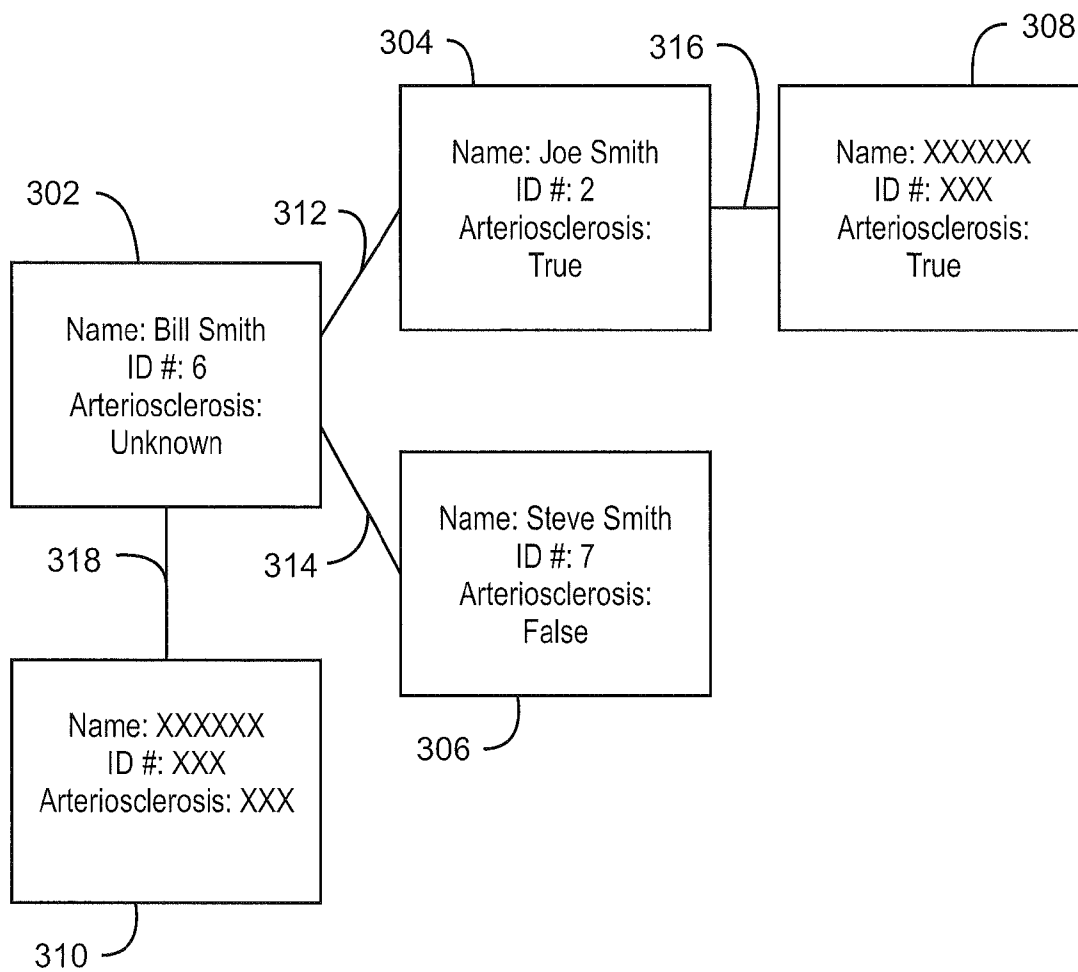 304
316
308
Name: Joe Smith
ID #: 2
Arteriosclerosis:
True
Name: XXXXXX
ID #: XXX
Arteriosclerosis:
True
302
312
Name: Bill Smith
ID #: 6
Arteriosclerosis:
Unknown
Name: Steve Smith
ID #: 7
Arteriosclerosis:
False
318
314
306
Name: XXXXXX
ID #: XXX
Arteriosclerosis: XXX
310